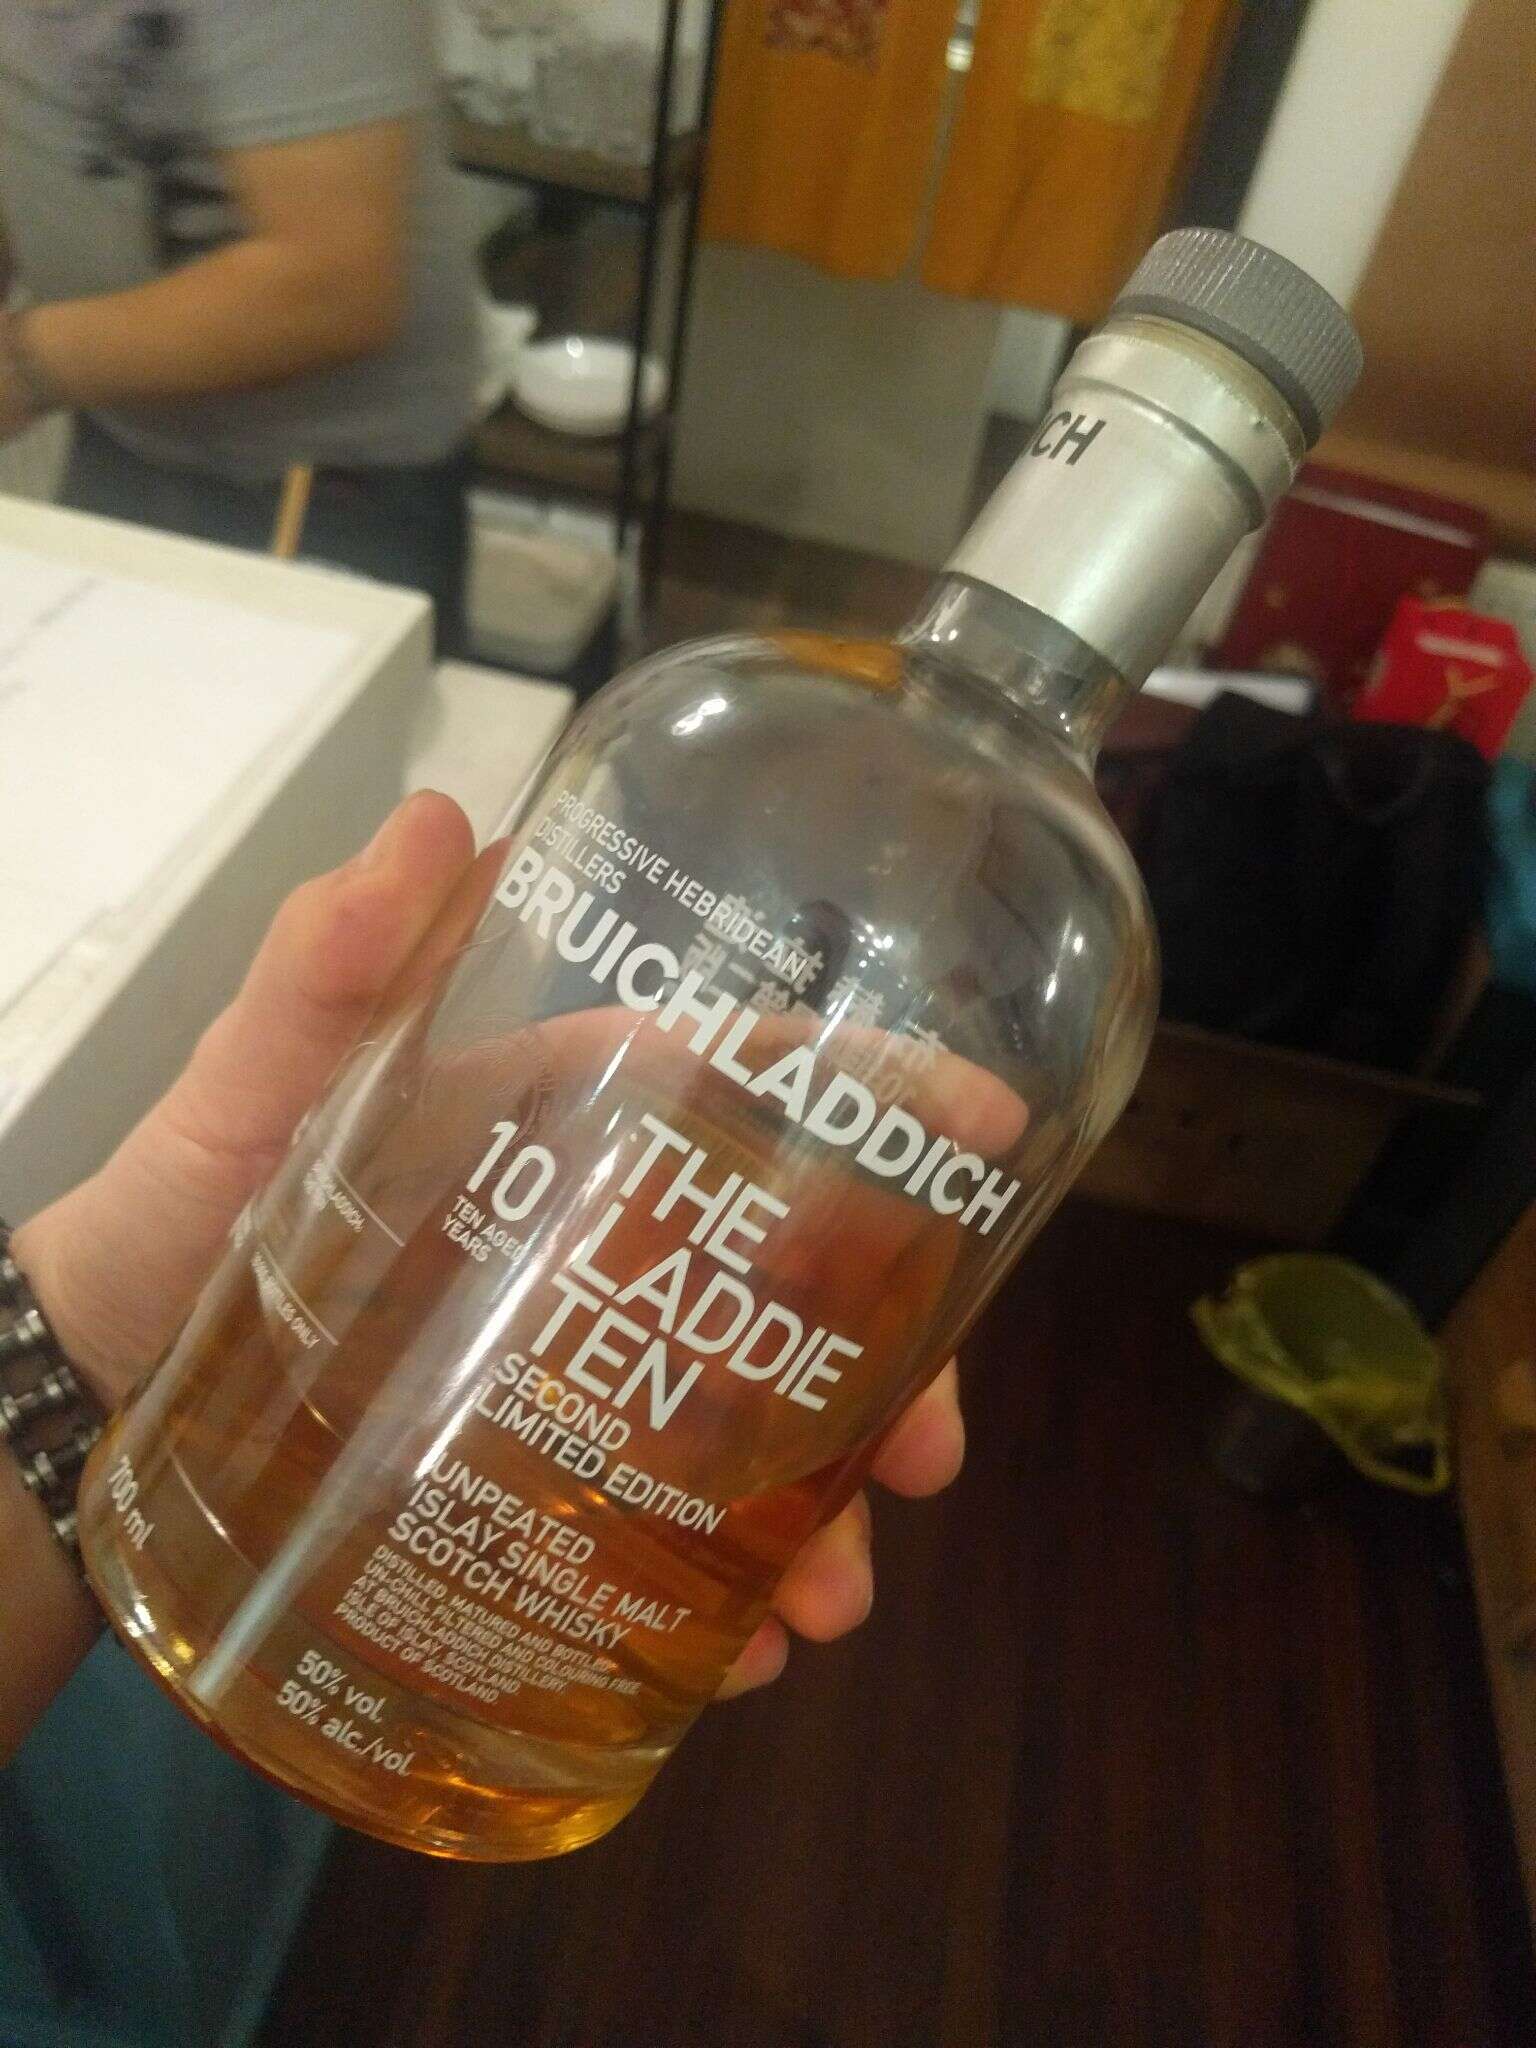 ICH
PROGRESSIVE HEBRIDEAN
DISTILLERS
BRUICHLADDICH
10
TEN AGED
YEARS
THE
LADDIE
TEN
SECOND
LIMITED EDITION
UNPEATED
ISLAY SINGLE MALT
SCOTCH WHISKY
DISTILLED, MATURED AND BOTTLED
UN-CHILL FILTERED AND COLOURING FREE
AT BRUICHLADDICH DISTILLERY,
ISLE OF ISLAY, SCOTLAND
PRODUCT OF SCOTLAND
700 ml
50% vol.
50% alc./vol.